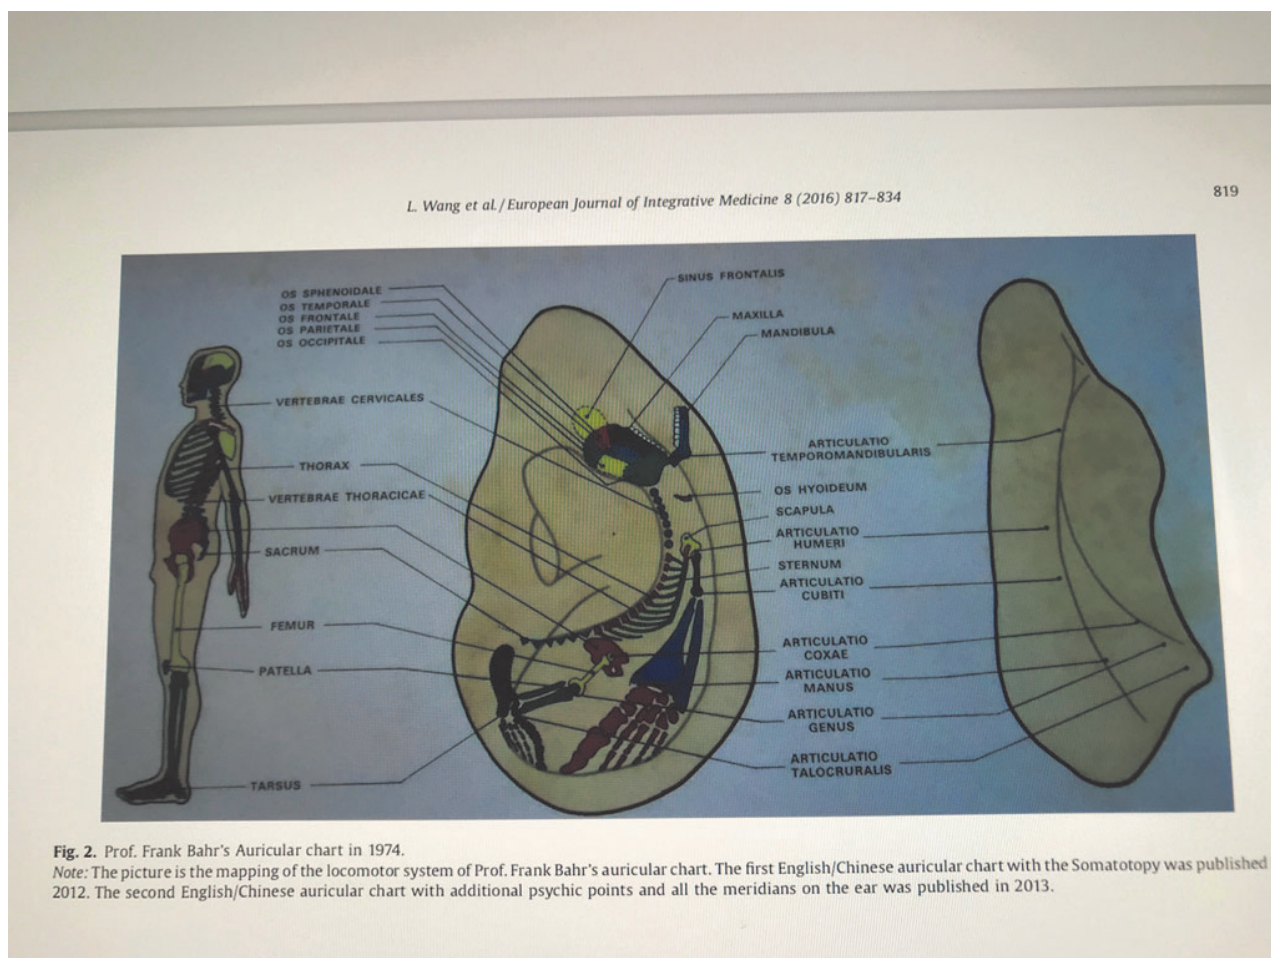 L. Wang et al. / European Journal of Integrative Medicine 8 (2016) 817–834
819
OS SPHENOIDALE
OS TEMPORALE
OS FRONTALE
OS PARIETALE
OS OCCIPITALE
VERTEBRAE CERVICALES
THORAX
VERTEBRAE THORACICAE
SACRUM
FEMUR
PATELLA
TARSUS
SINUS FRONTALIS
MAXILLA
MANDIBULA
ARTICULATIO
TEMPOROMANDIBULARIS
OS HYOIDEUM
SCAPULA
ARTICULATIO
HUMERI
STERNUM
ARTICULATIO
CUBITI
ARTICULATIO
COXAE
ARTICULATIO
MANUS
ARTICULATIO
GENUS
ARTICULATIO
TALOCRURALIS
Fig. 2. Prof. Frank Bahr's Auricular chart in 1974.
Note: The picture is the mapping of the locomotor system of Prof. Frank Bahr's auricular chart. The first English/Chinese auricular chart with the Somatotopy was published
2012. The second English/Chinese auricular chart with additional psychic points and all the meridians on the ear was published in 2013.